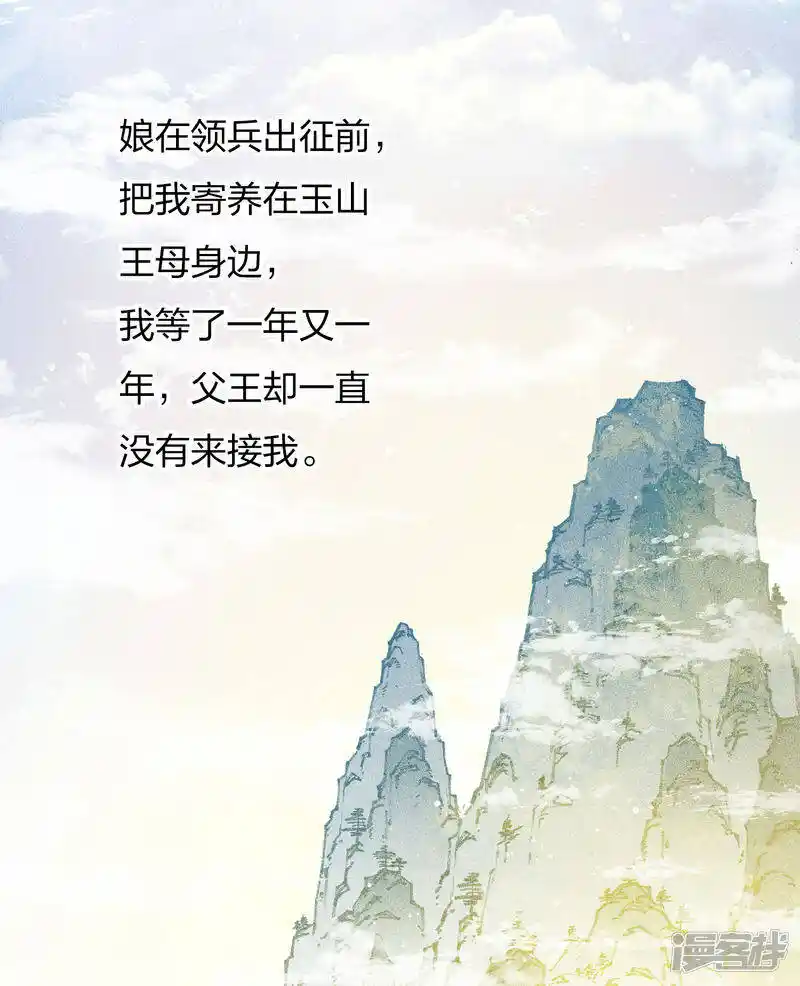 娘在领兵出征前，
把我寄养在玉山
王母身边，
我等了一年又一
年，父王却一直
没有来接我。
漫客栈